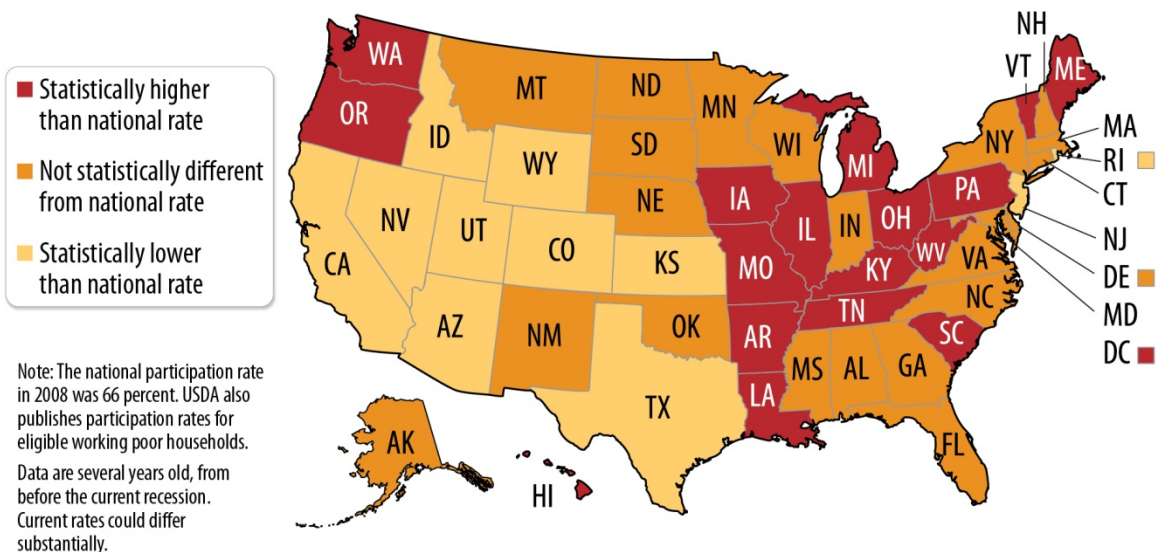 Statistically higher
than national rate
Not statistically different
from national rate
Statistically lower
than national rate
Note: The national participation rate
in 2008 was 66 percent. USDA also
publishes participation rates for
eligible working poor households.
Data are several years old, from
before the current recession.
Current rates could differ
substantially.
WA
OR
ID
MT
WY
ND
SD
NE
MN
WI
MI
IA
IL
IN
OH
PA
NY
VT
NH
ME
MA
RI
CT
NJ
DE
MD
DC
CA
NV
UT
CO
KS
MO
KY
WV
VA
AZ
NM
OK
AR
TN
NC
SC
TX
LA
MS
AL
GA
FL
AK
HI